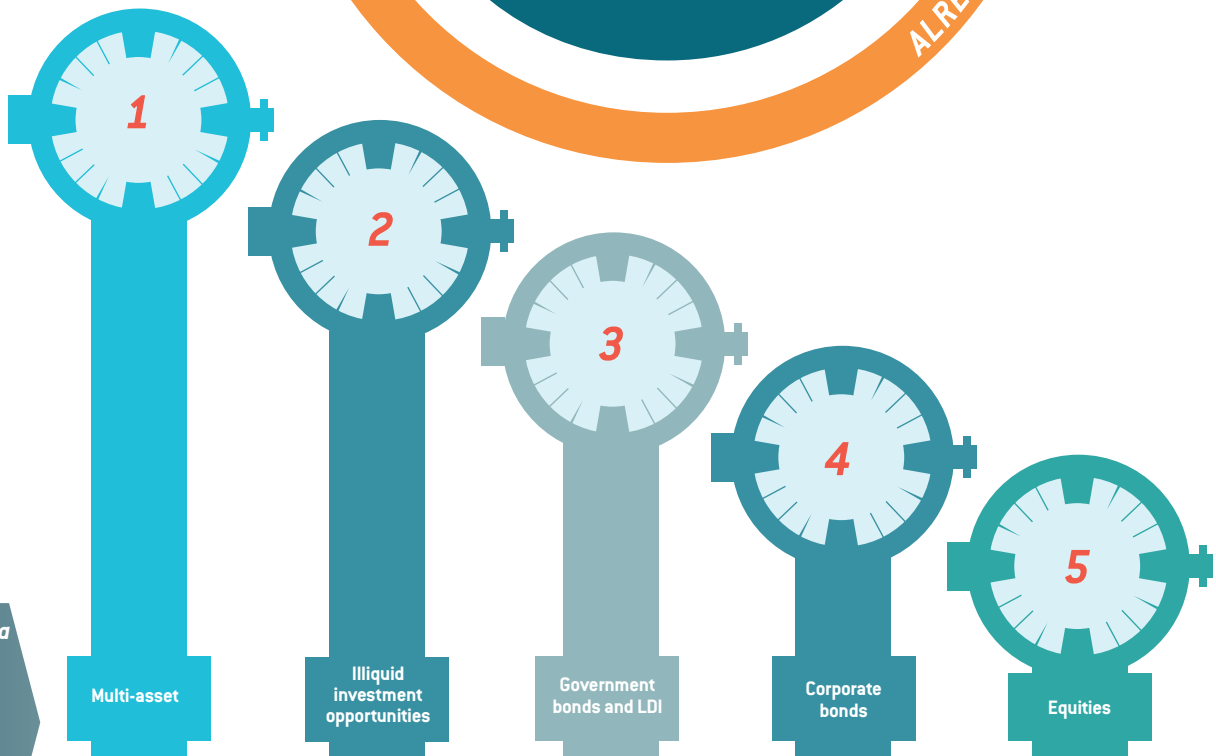 ALRE
1
2
3
4
5
a
Multi-asset
Illiquid
investment
opportunities
Government
bonds and LDI
Corporate
bonds
Equities